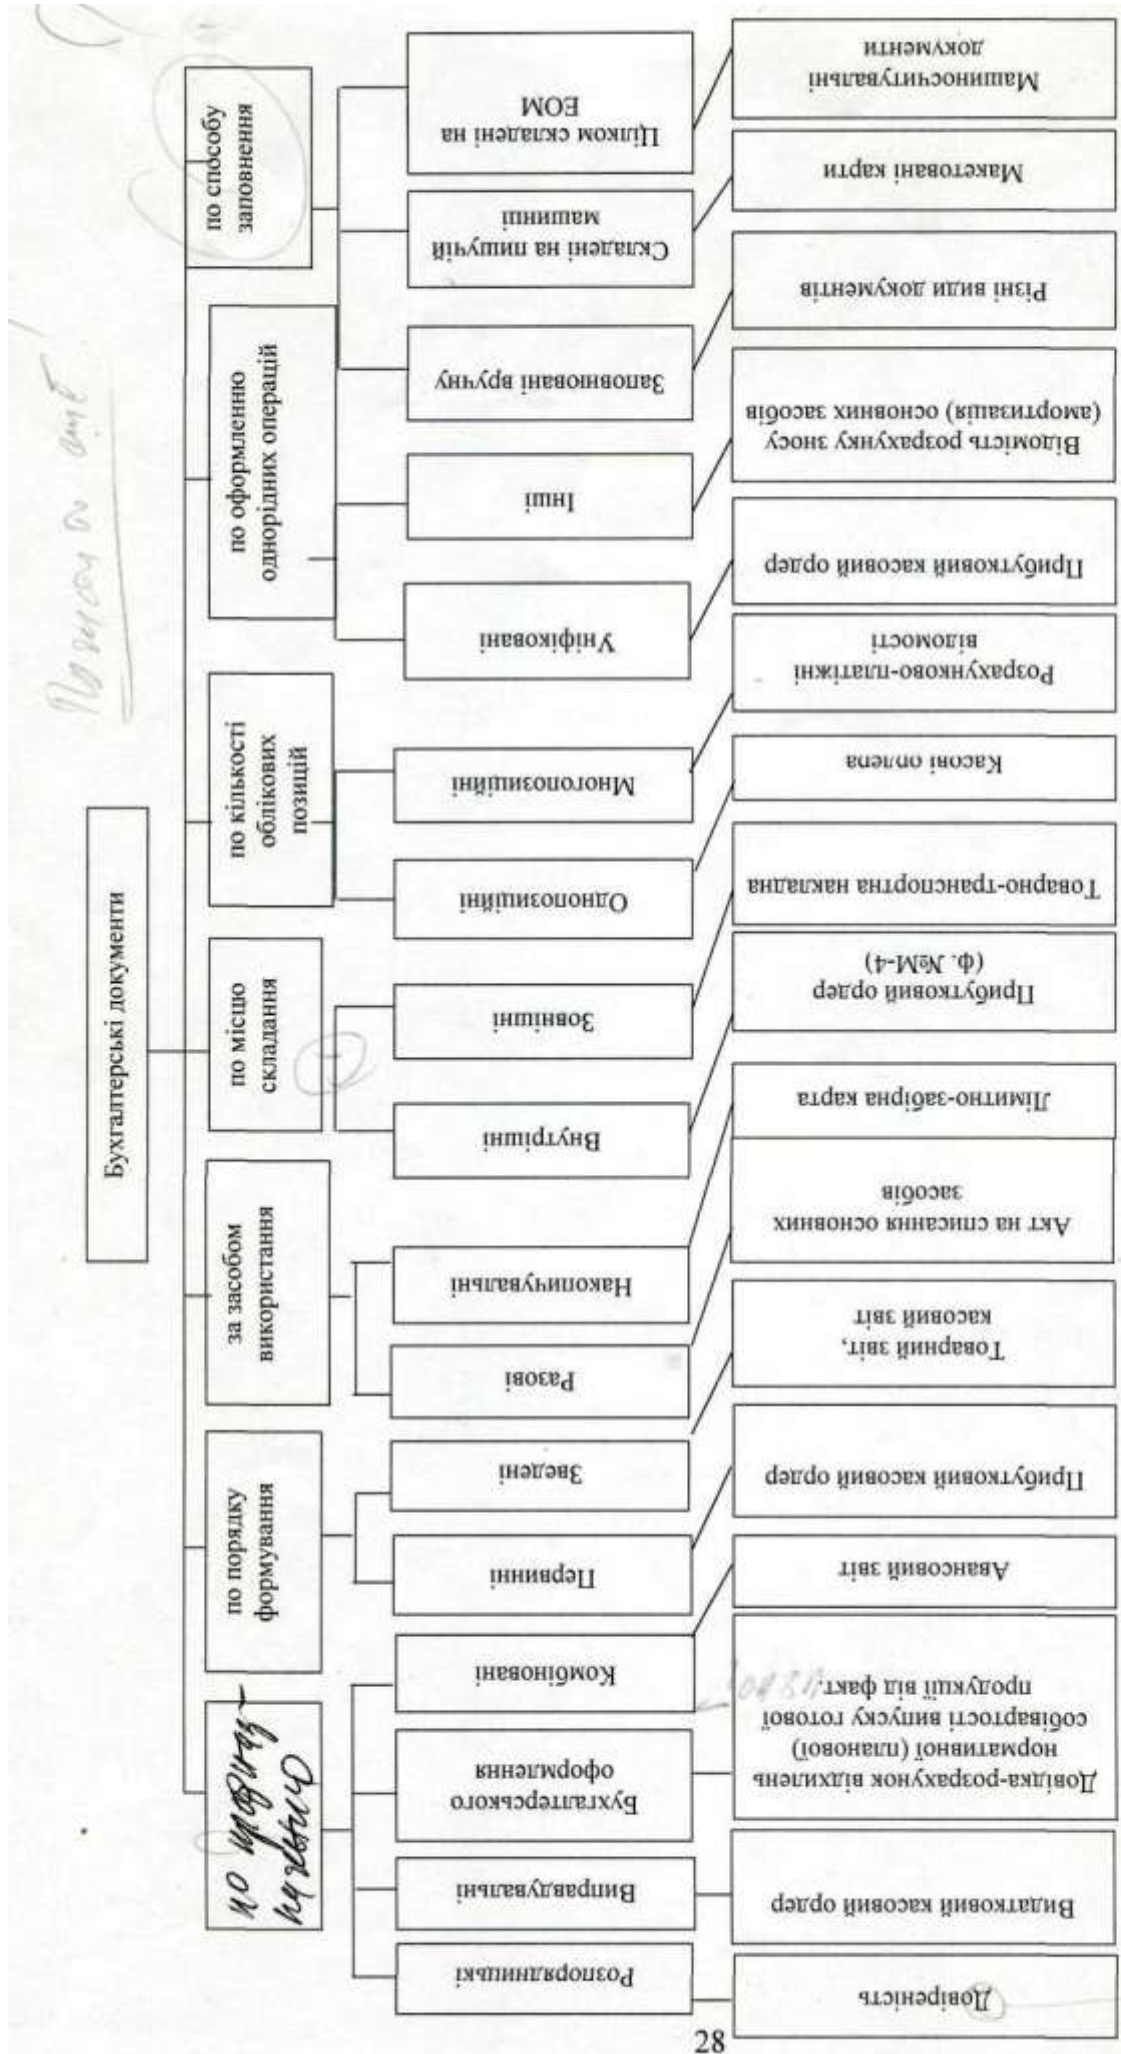 Бухгалтерські документи
по призна-
чению
по порядку
формування
за засобом
використання
по місцю
складання
по кількості
облікових
позицій
по оформленню
однорідних операцій
по способу
заповнення
Розпорядницькі
Виправдувальні
Бухгалтерського
оформлення
Комбіновані
Первинні
Зведені
Разові
Накопичувальні
Внутрішні
Зовнішні
Однопозиційні
Многопозиційні
Уніфіковані
Інші
Заповнювані вручну
Складені на пишучій
машинці
Цілком складені на
ЕОМ
Довіреність
Видатковий касовий ордер
Довідка-розрахунок відхилень
нормативної (планової)
собівартості випуску готової
продукції від факт.
Авансовий звіт
Прибутковий касовий ордер
Товарний звіт,
касовий звіт
Акт на списання основних
засобів
Лімітно-забірна карта
Прибутковий ордер
(ф. №М-4)
Товарно-транспортна накладна
Касові
Розрахунково-платіжні
відомості
Прибутковий касовий ордер
Відомість розрахунку зносу
(амортизація) основних засобів
Різні види документів
Макетовані карти
Машиносчитувальні
документи
28